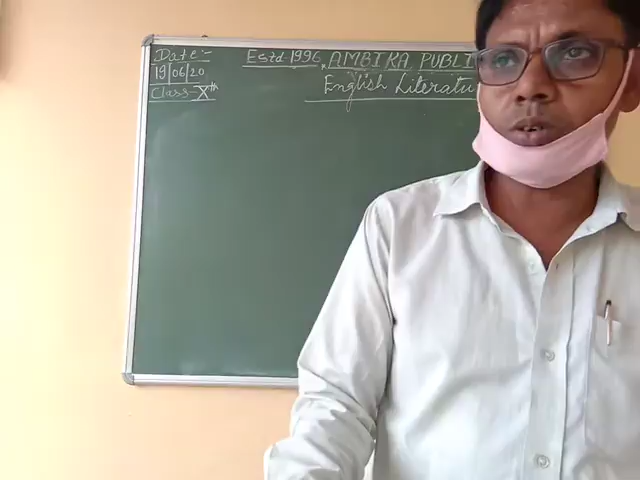 Date:-
19|06|20
Class-Xth
Estd-1996, AMBIKA PUBLI
English Literatu